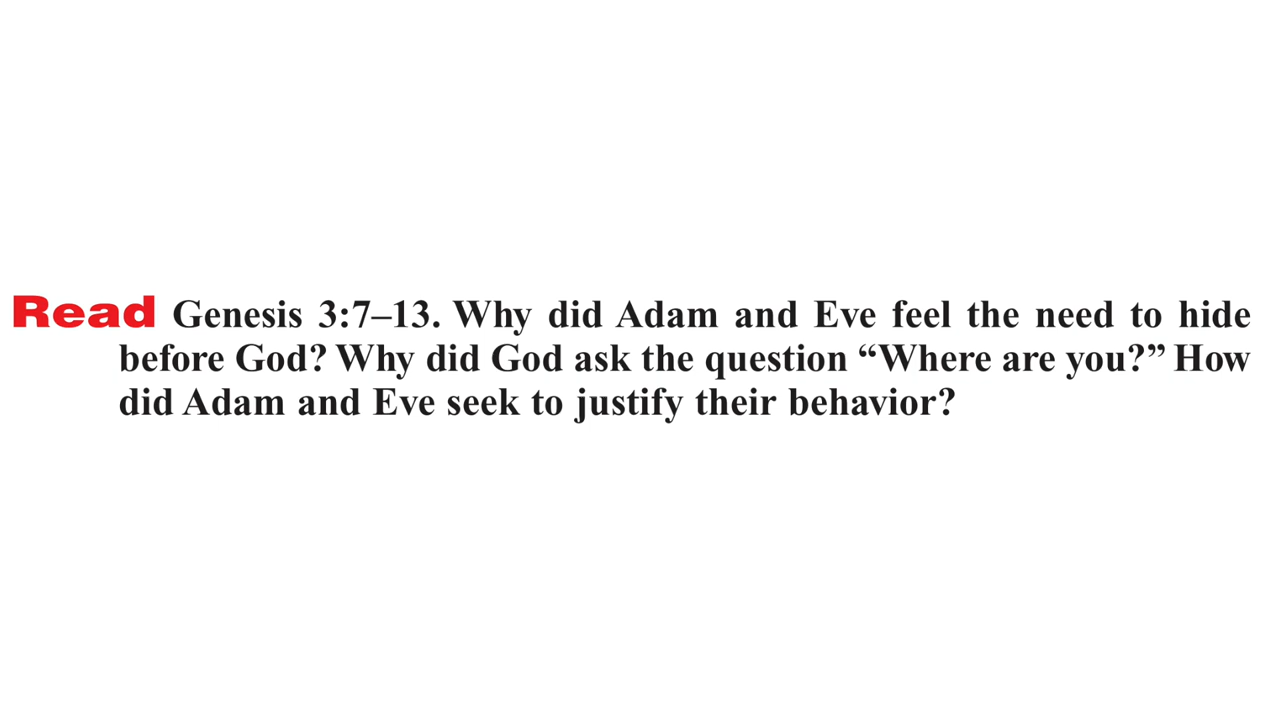 Read Genesis 3:7–13. Why did Adam and Eve feel the need to hide
before God? Why did God ask the question “Where are you?” How
did Adam and Eve seek to justify their behavior?